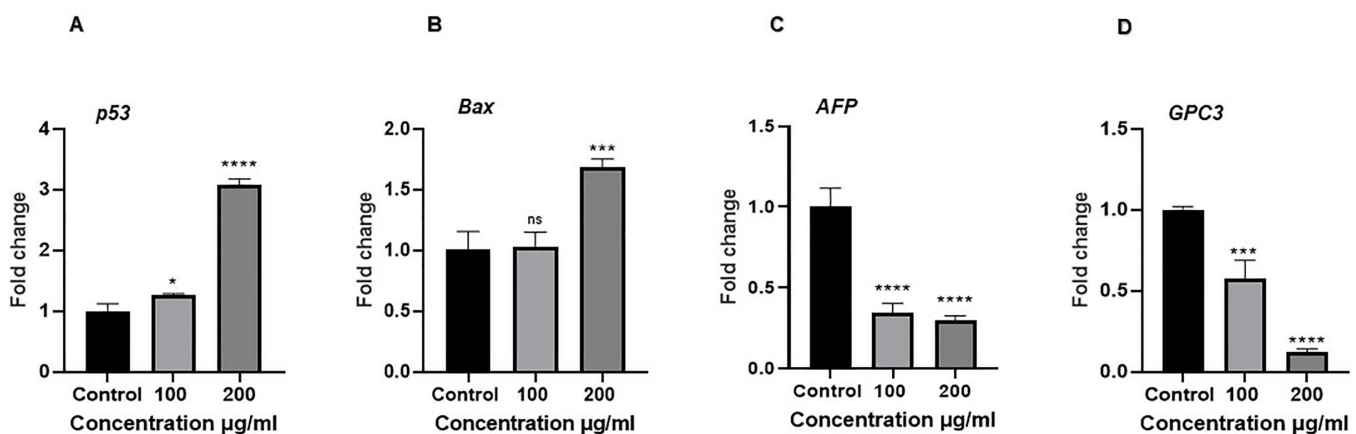 A
p53
Fold change
4
3
2
1
0
*
****
Control 100 200
Concentration µg/ml
B
Bax
Fold change
2.0
1.5
1.0
0.5
0.0
ns
***
Control 100 200
Concentration µg/ml
C
AFP
Fold change
1.5
1.0
0.5
0.0
****
****
Control 100 200
Concentration µg/ml
D
GPC3
Fold change
1.5
1.0
0.5
0.0
***
****
Control 100 200
Concentration µg/ml